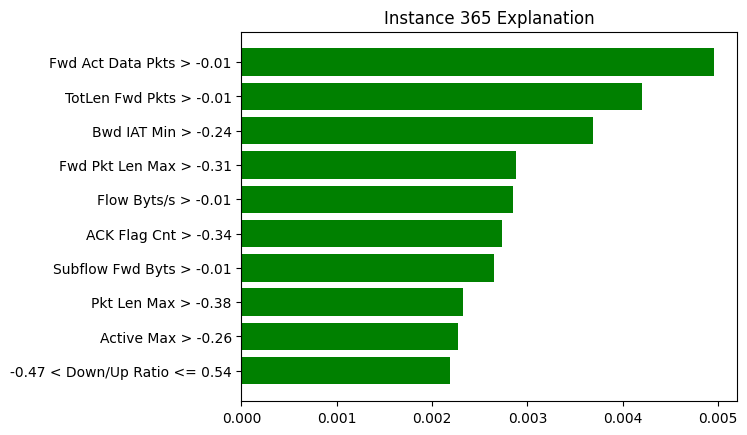 Instance 365 Explanation
Fwd Act Data Pkts > -0.01
TotLen Fwd Pkts > -0.01
Bwd IAT Min > -0.24
Fwd Pkt Len Max > -0.31
Flow Byts/s > -0.01
ACK Flag Cnt > -0.34
Subflow Fwd Byts > -0.01
Pkt Len Max > -0.38
Active Max > -0.26
-0.47 < Down/Up Ratio <= 0.54
0.000 0.001 0.002 0.003 0.004 0.005